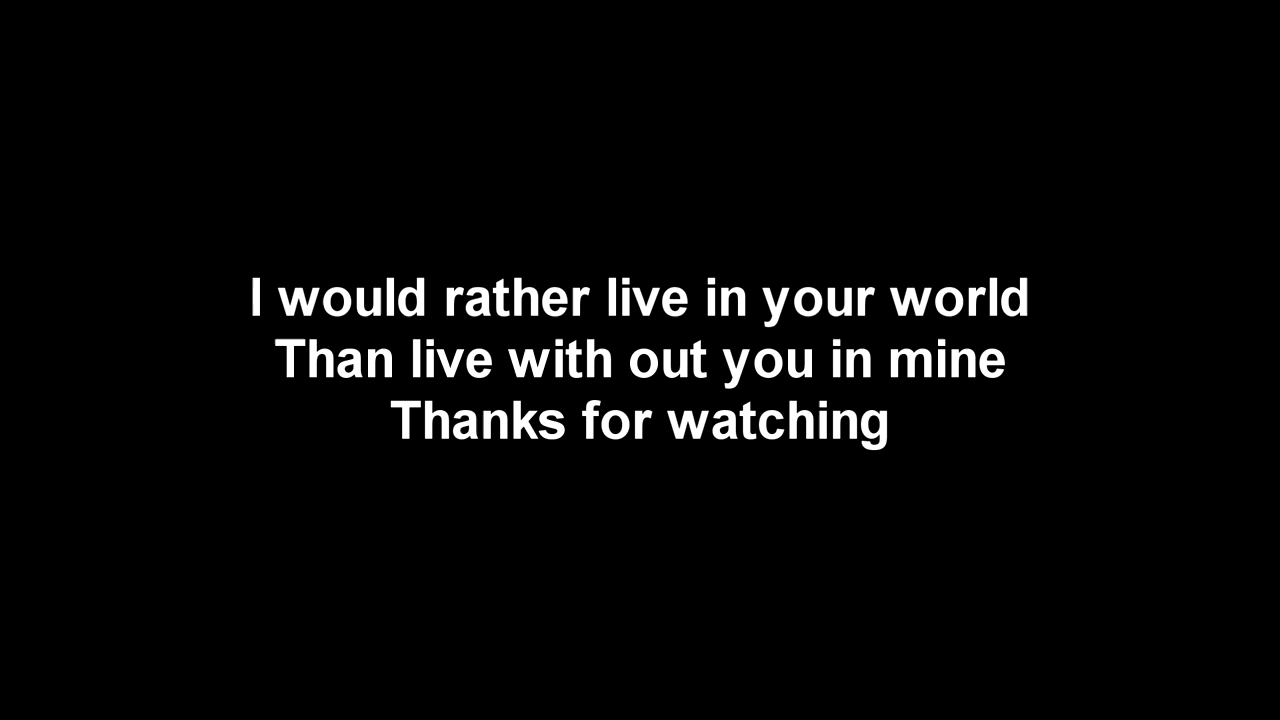 I would rather live in your world
Than live with out you in mine
Thanks for watching